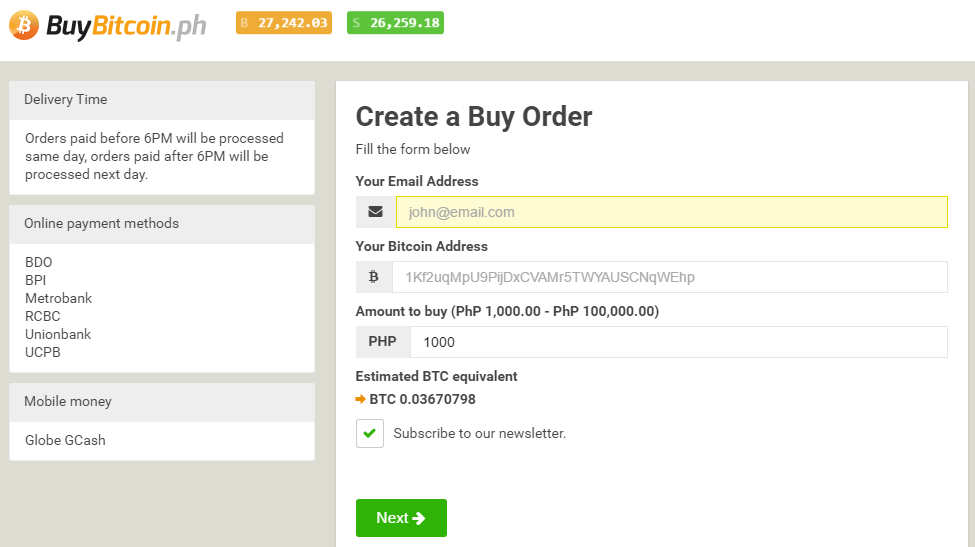 BuyBitcoin.ph
B 27,242.03
S 26,259.18
Delivery Time
Orders paid before 6PM will be processed
same day, orders paid after 6PM will be
processed next day.
Online payment methods
BDO
BPI
Metrobank
RCBC
Unionbank
UCPB
Mobile money
Globe GCash
Create a Buy Order
Fill the form below
Your Email Address
john@email.com
Your Bitcoin Address
1Kf2uqMpU9PijDxCVAMr5TWYAUSCNqWEhp
Amount to buy (PhP 1,000.00 - PhP 100,000.00)
PHP 1000
Estimated BTC equivalent
BTC 0.03670798
Subscribe to our newsletter.
Next